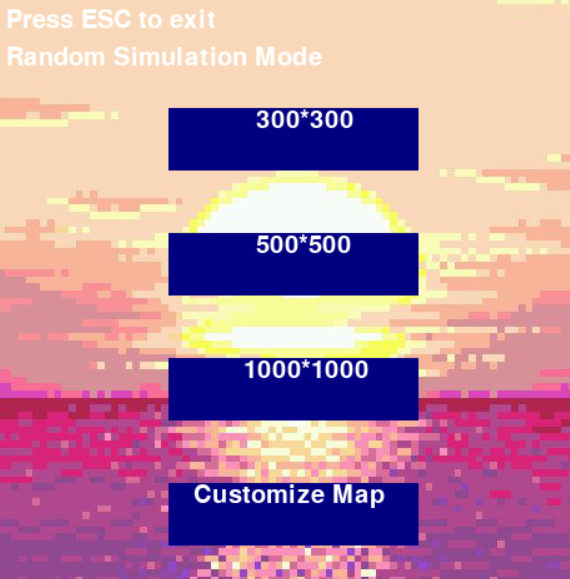 Press ESC to exit
Random Simulation Mode
300*300
500*500
1000*1000
Customize Map